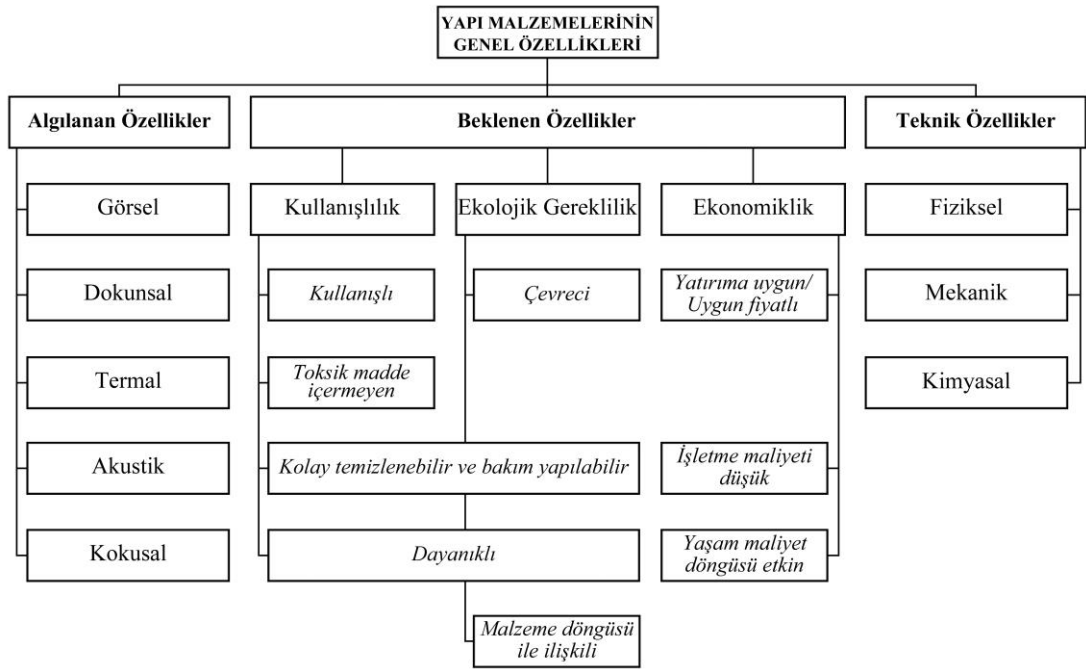 YAPI MALZEMELERİNİN
GENEL ÖZELLİKLERİ
Algılanan Özellikler
Beklenen Özellikler
Teknik Özellikler
Görsel
Kullanışlılık
Ekolojik Gereklilik
Ekonomiklik
Fiziksel
Dokunsal
Kullanışlı
Çevreci
Yatırıma uygun/
Uygun fiyatlı
Mekanik
Termal
Toksik madde
içermeyen
Kimyasal
Akustik
Kolay temizlenebilir ve bakım yapılabilir
İşletme maliyeti
düşük
Kokusal
Dayanıklı
Yaşam maliyet
döngüsü etkin
Malzeme döngüsü
ile ilişkili